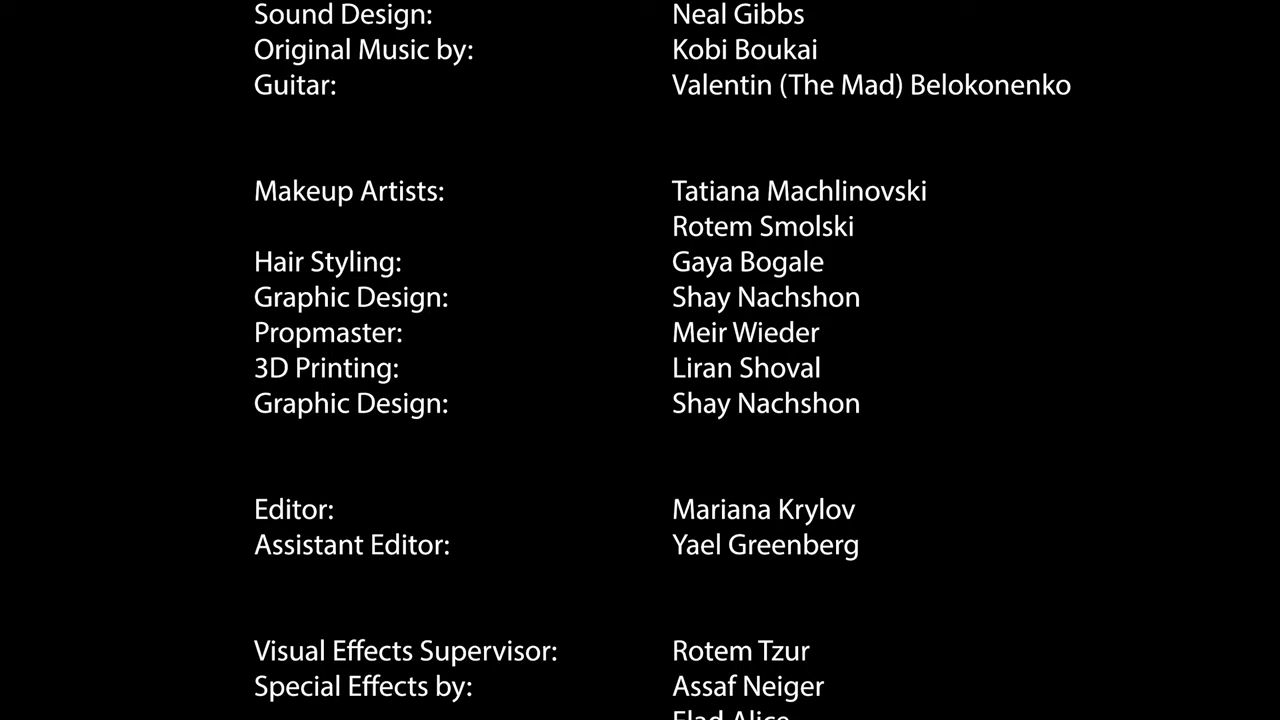 Sound Design: Neal Gibbs
Original Music by: Kobi Boukai
Guitar: Valentin (The Mad) Belokonenko
Makeup Artists: Tatiana Machlinovski
Rotem Smolski
Hair Styling: Gaya Bogale
Graphic Design: Shay Nachshon
Propmaster: Meir Wieder
3D Printing: Liran Shoval
Graphic Design: Shay Nachshon
Editor: Mariana Krylov
Assistant Editor: Yael Greenberg
Visual Effects Supervisor: Rotem Tzur
Special Effects by: Assaf Neiger
Elad Alice